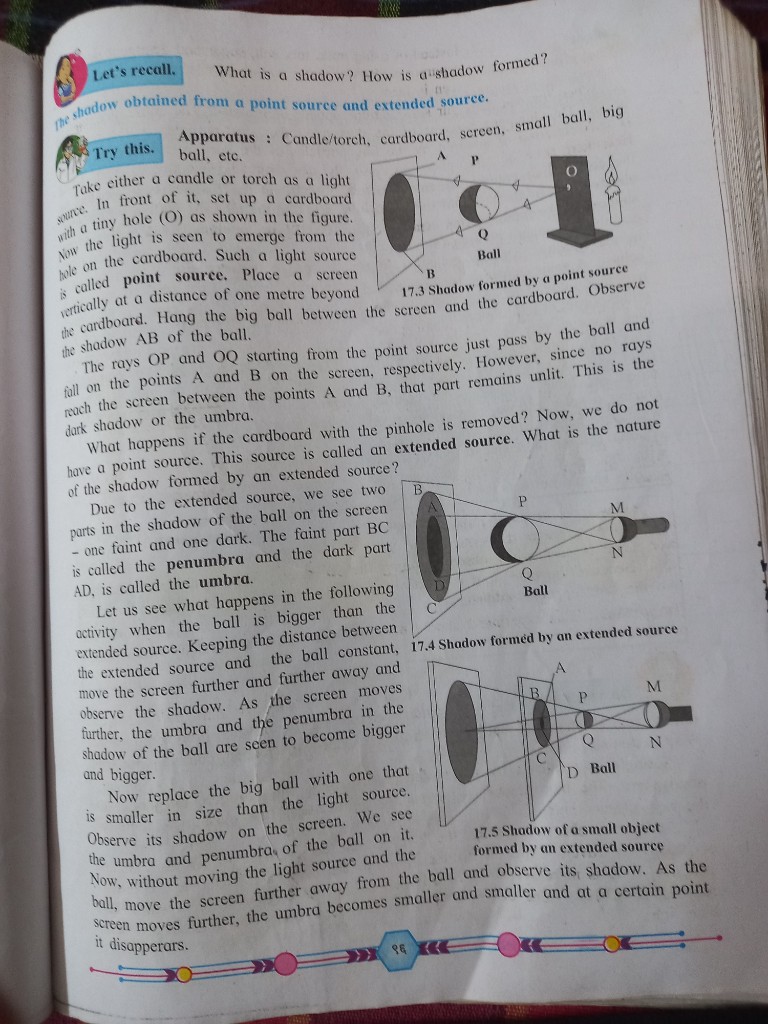 Let's recall.
What is a shadow? How is a shadow formed?
The shadow obtained from a point source and extended source.
Try this.
Apparatus : Candle/torch, cardboard, screen, small ball, big
ball, etc.
Take either a candle or torch as a light
source. In front of it, set up a cardboard
with a tiny hole (O) as shown in the figure.
Now the light is seen to emerge from the
hole on the cardboard. Such a light source
is called point source. Place a screen
vertically at a distance of one metre beyond
the cardboard. Hang the big ball between the screen and the cardboard. Observe
the shadow AB of the ball.
A
P
O
Q
Ball
B
17.3 Shadow formed by a point source
The rays OP and OQ starting from the point source just pass by the ball and
fall on the points A and B on the screen, respectively. However, since no rays
reach the screen between the points A and B, that part remains unlit. This is the
dark shadow or the umbra.
What happens if the cardboard with the pinhole is removed? Now, we do not
have a point source. This source is called an extended source. What is the nature
of the shadow formed by an extended source?
Due to the extended source, we see two
parts in the shadow of the ball on the screen
– one faint and one dark. The faint part BC
is called the penumbra and the dark part
AD, is called the umbra.
Let us see what happens in the following
activity when the ball is bigger than the
extended source. Keeping the distance between
the extended source and the ball constant,
move the screen further and further away and
observe the shadow. As the screen moves
further, the umbra and the penumbra in the
shadow of the ball are seen to become bigger
and bigger.
B
A
P
M
N
Q
D
C
Ball
17.4 Shadow formed by an extended source
A
B
P
M
Q
N
C
D
Ball
17.5 Shadow of a small object
formed by an extended source
Now replace the big ball with one that
is smaller in size than the light source.
Observe its shadow on the screen. We see
the umbra and penumbra of the ball on it.
Now, without moving the light source and the
ball, move the screen further away from the ball and observe its shadow. As the
screen moves further, the umbra becomes smaller and smaller and at a certain point
it disapperars.
९६